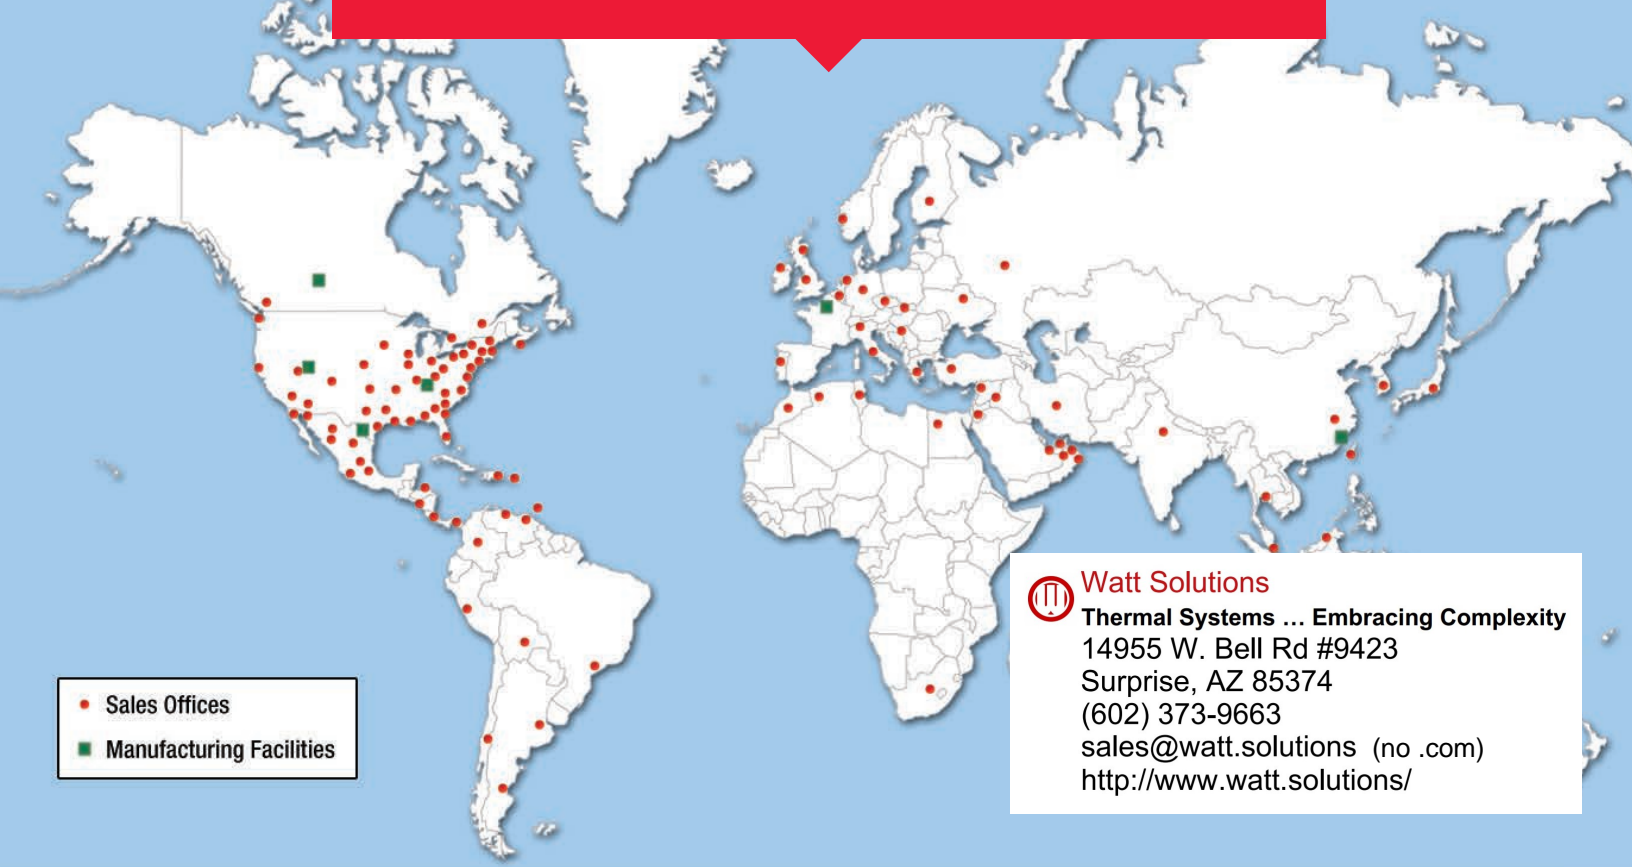 Sales Offices
Manufacturing Facilities
Watt Solutions
Thermal Systems ... Embracing Complexity
14955 W. Bell Rd #9423
Surprise, AZ 85374
(602) 373-9663
sales@watt.solutions (no .com)
http://www.watt.solutions/